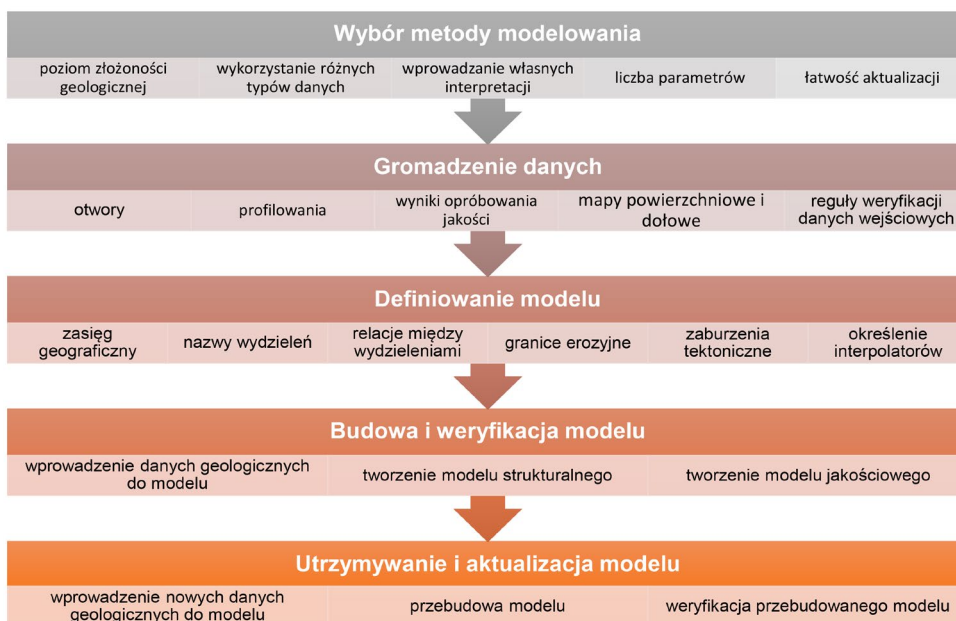 Wybór metody modelowania
poziom złożoności
geologicznej
wykorzystanie różnych
typów danych
wprowadzanie własnych
interpretacji
liczba parametrów
łatwość aktualizacji
Gromadzenie danych
otwory
profilowania
wyniki opróbowania
jakości
mapy powierzchniowe i
dołowe
reguły weryfikacji
danych wejściowych
Definiowanie modelu
zasięg
geograficzny
nazwy wydzieleń
relacje między
wydzieleniami
granice erozyjne
zaburzenia
tektoniczne
określenie
interpolatorów
Budowa i weryfikacja modelu
wprowadzenie danych geologicznych
do modelu
tworzenie modelu strukturalnego
tworzenie modelu jakościowego
Utrzymywanie i aktualizacja modelu
wprowadzenie nowych danych
geologicznych do modelu
przebudowa modelu
weryfikacja przebudowanego modelu